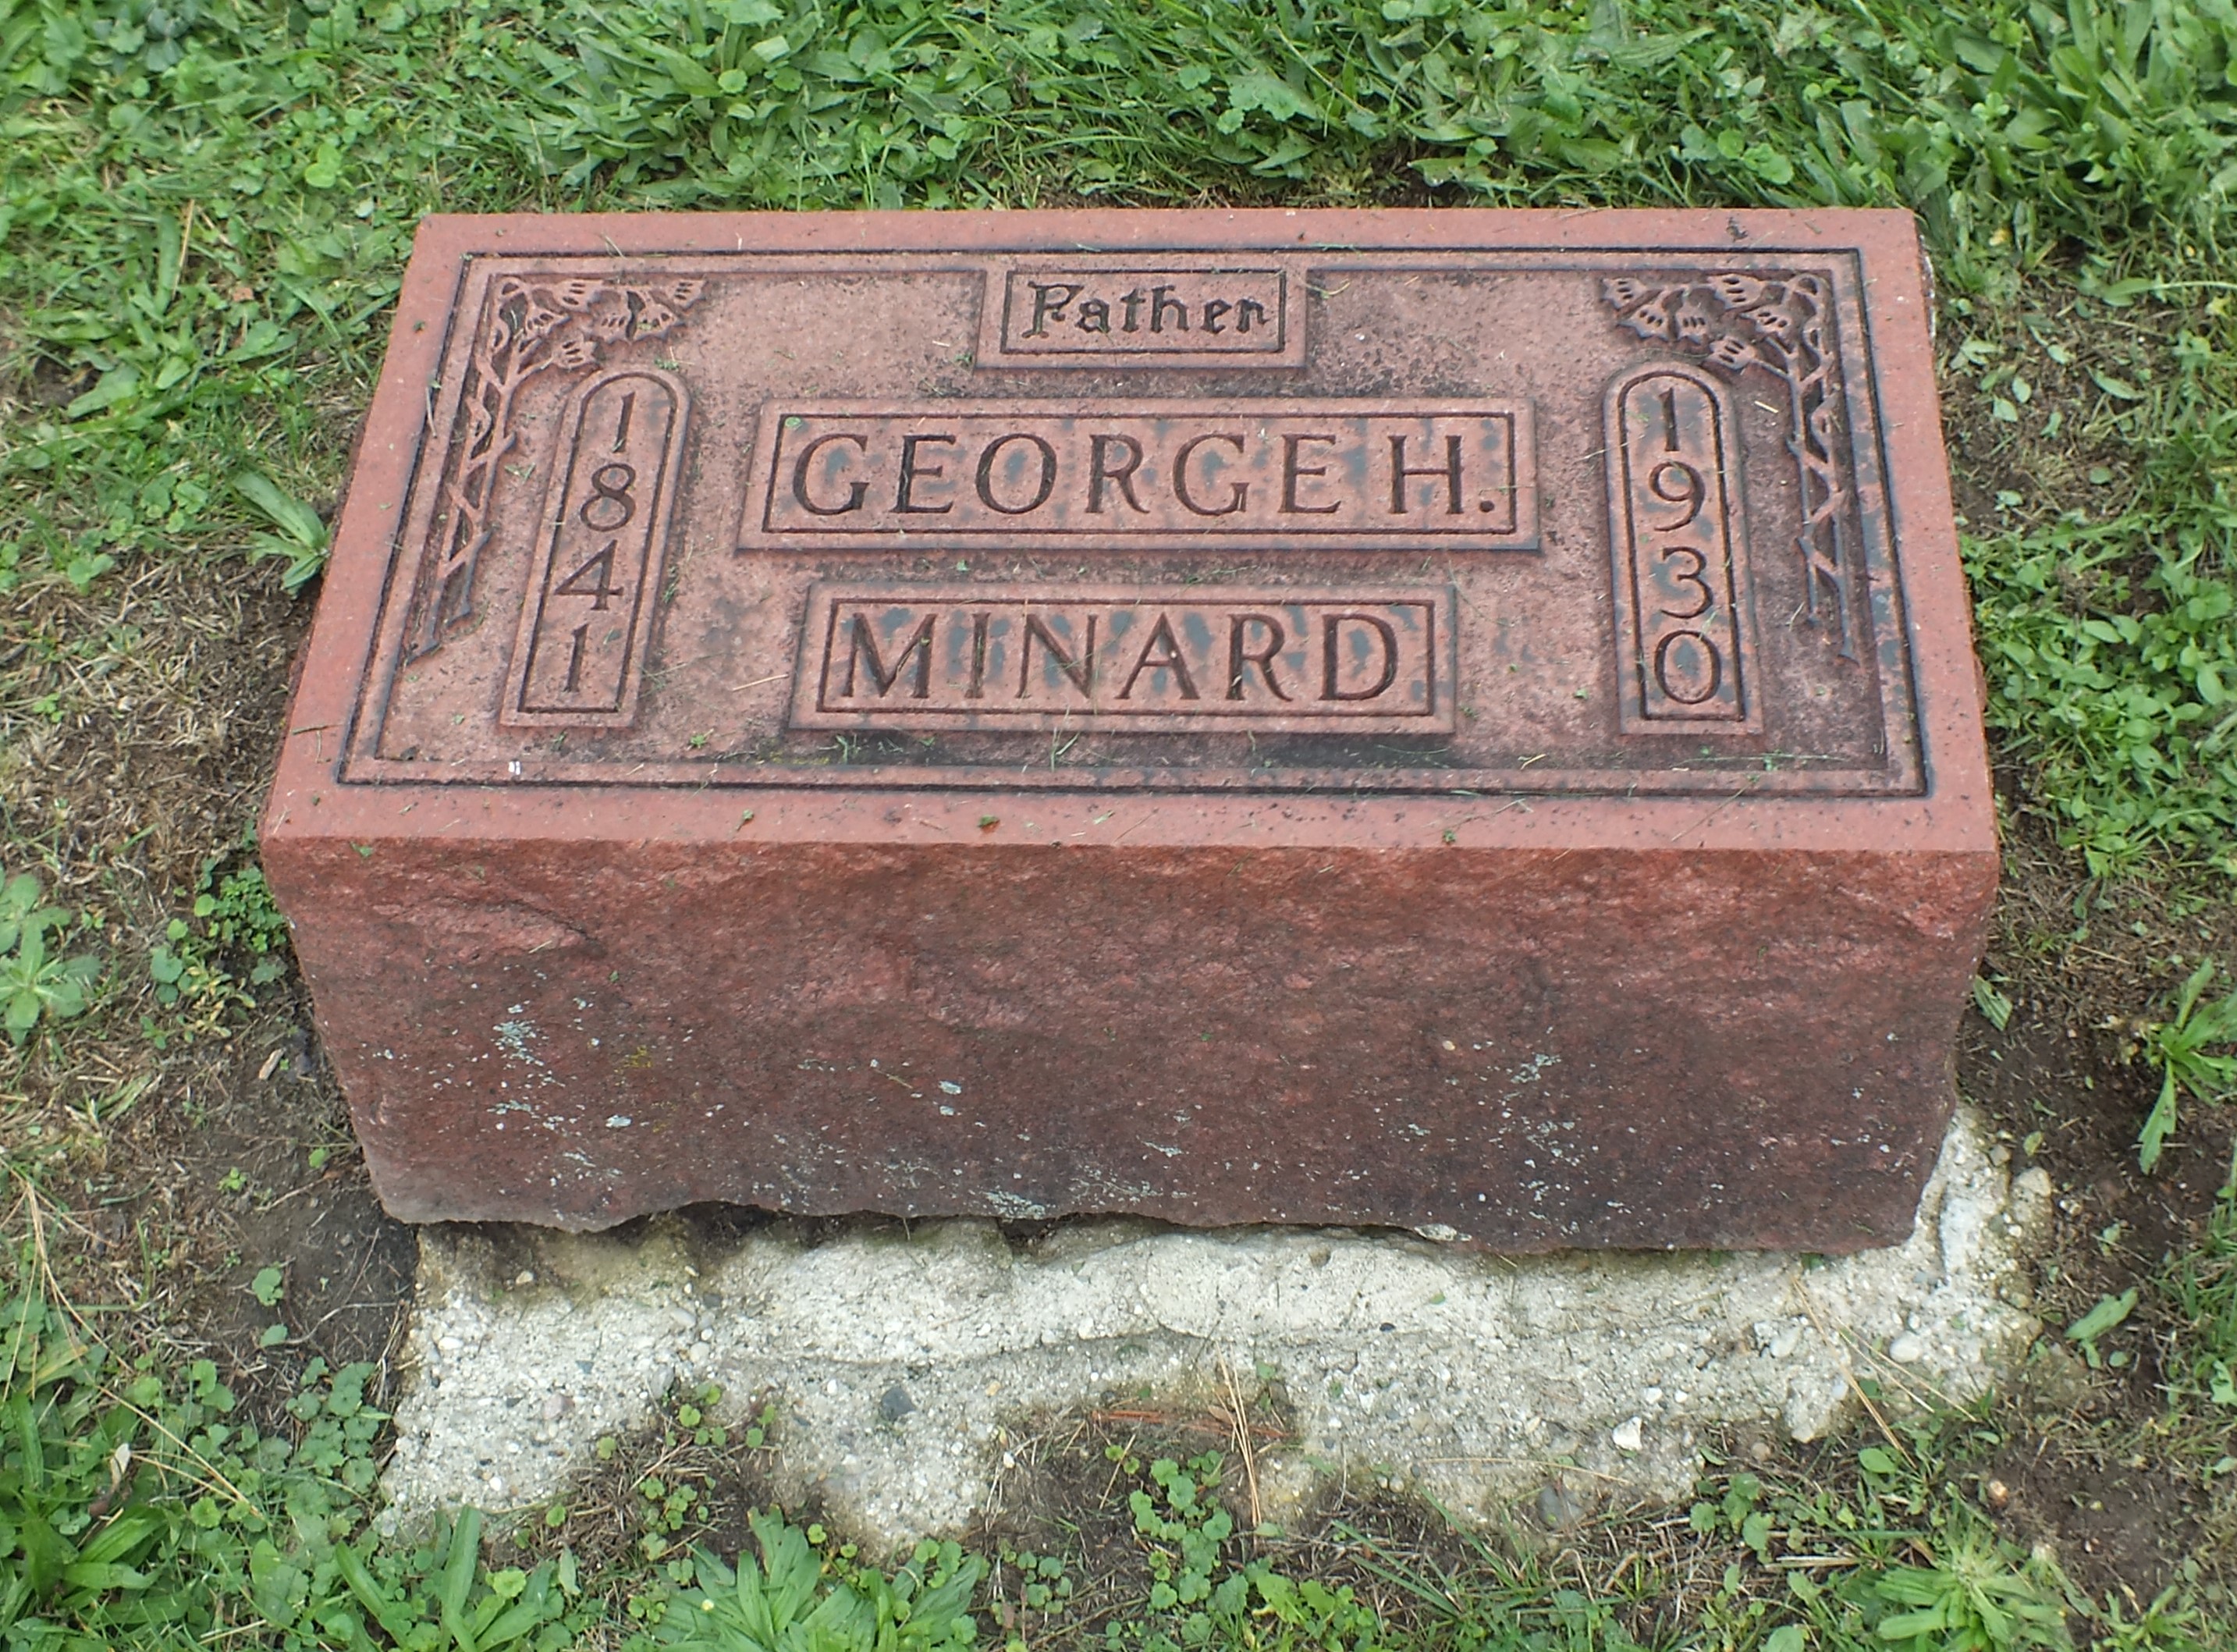 Father
1841
GEORGE H.
MINARD
1930